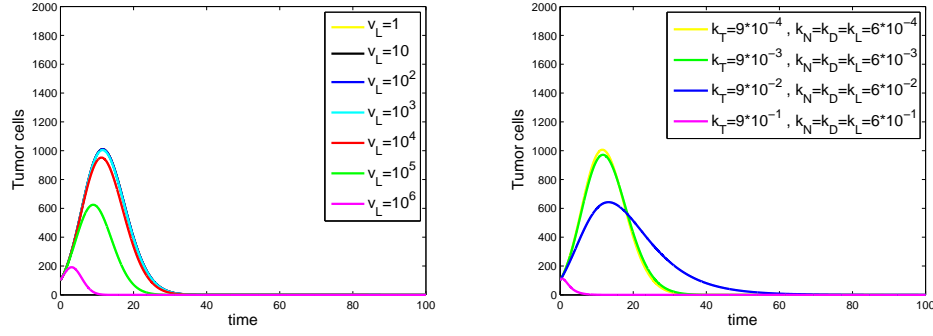 2000
1800
1600
1400
1200
1000
800
600
400
200
0
0 20 40 60 80 100
Tumor cells
time
v_L=1
v_L=10
v_L=10^2
v_L=10^3
v_L=10^4
v_L=10^5
v_L=10^6
2000
1800
1600
1400
1200
1000
800
600
400
200
0
0 20 40 60 80 100
Tumor cells
time
k_T=9*10^-4 , k_N=k_D=k_L=6*10^-4
k_T=9*10^-3 , k_N=k_D=k_L=6*10^-3
k_T=9*10^-2 , k_N=k_D=k_L=6*10^-2
k_T=9*10^-1 , k_N=k_D=k_L=6*10^-1